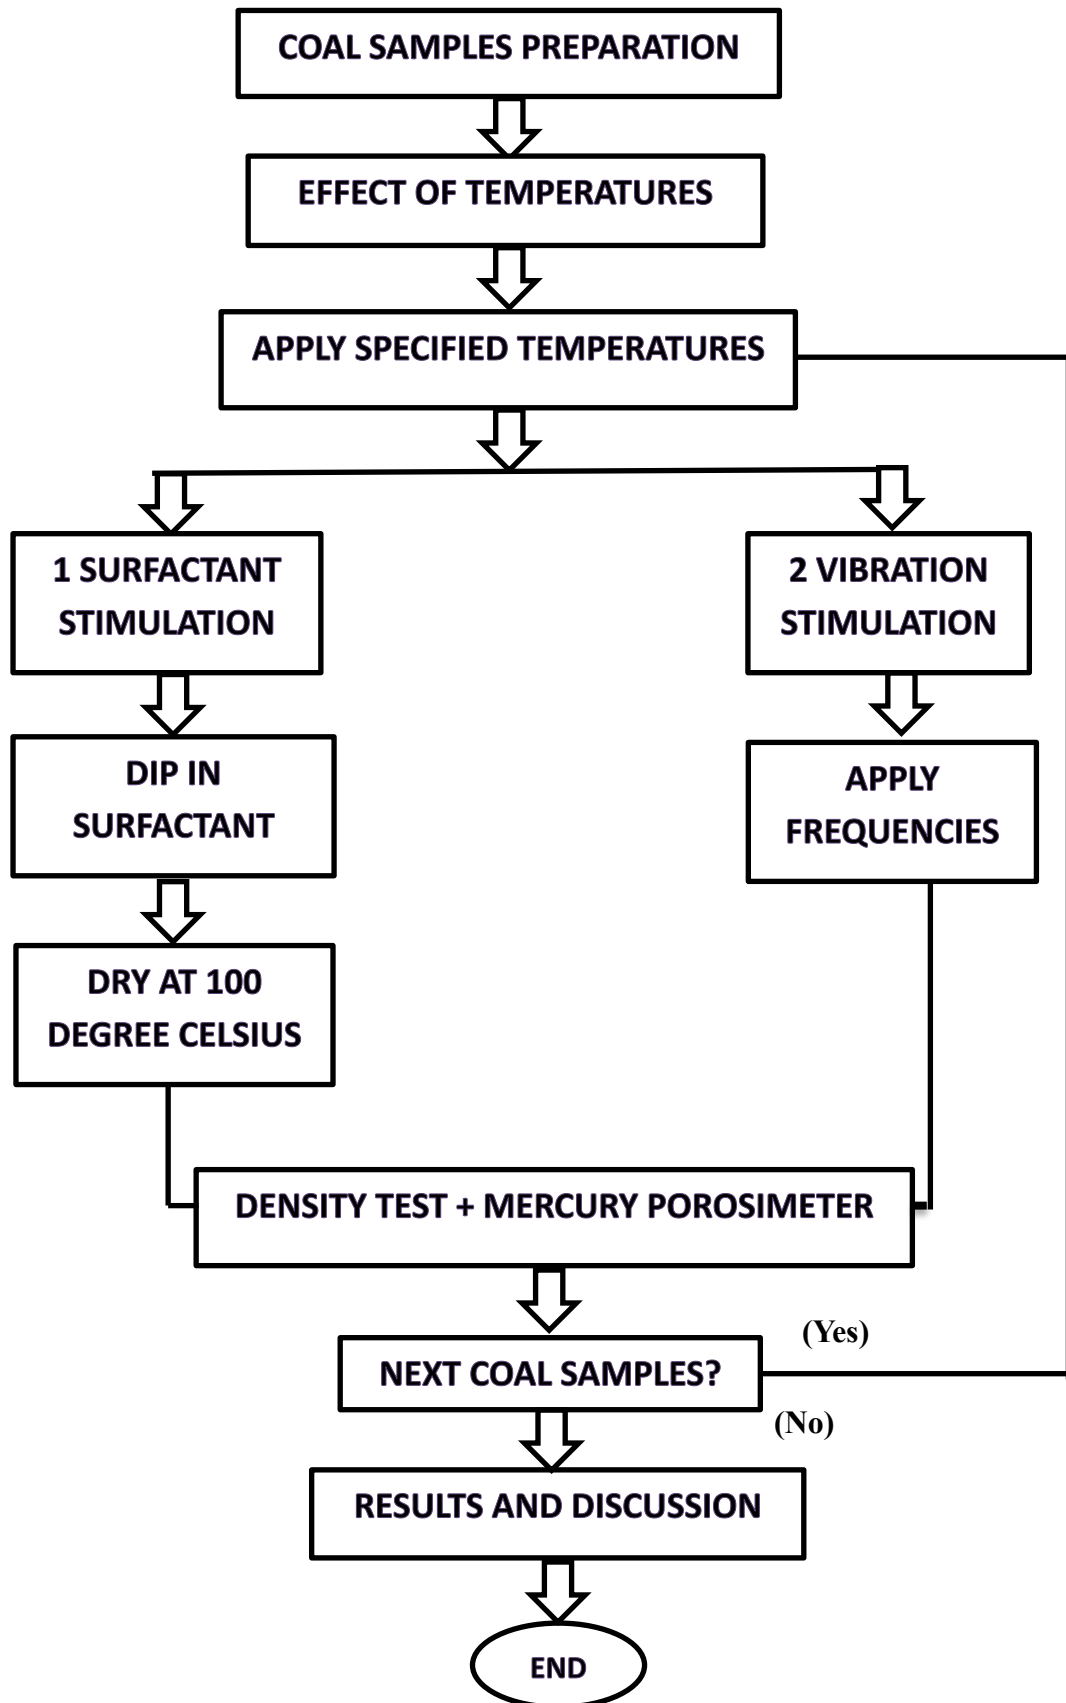 COAL SAMPLES PREPARATION
EFFECT OF TEMPERATURES
APPLY SPECIFIED TEMPERATURES
1 SURFACTANT
STIMULATION
2 VIBRATION
STIMULATION
DIP IN
SURFACTANT
APPLY
FREQUENCIES
DRY AT 100
DEGREE CELSIUS
DENSITY TEST + MERCURY POROSIMETER
(Yes)
NEXT COAL SAMPLES?
(No)
RESULTS AND DISCUSSION
END